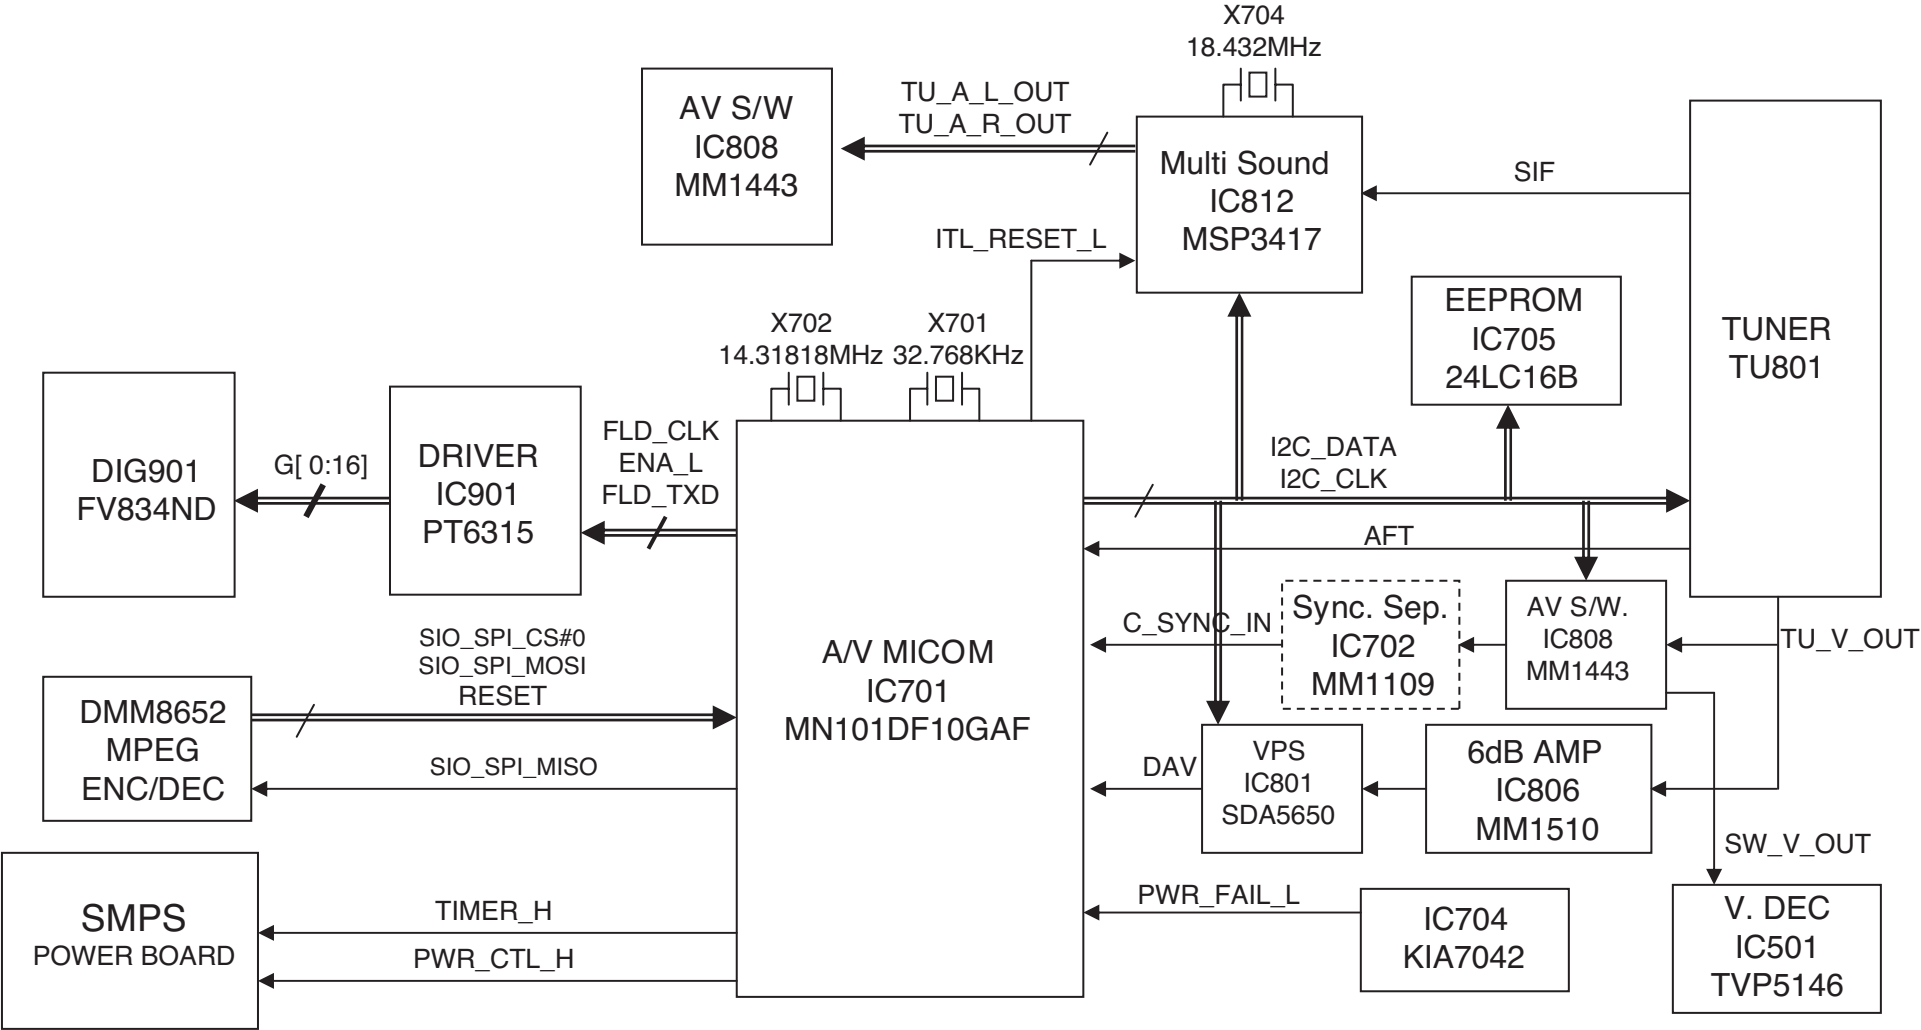 X704
18.432MHz
AV S/W
IC808
MM1443
TU_A_L_OUT
TU_A_R_OUT
Multi Sound
IC812
MSP3417
SIF
TUNER
TU801
ITL_RESET_L
EEPROM
IC705
24LC16B
X702
14.31818MHz
X701
32.768KHz
DIG901
FV834ND
G[ 0:16]
DRIVER
IC901
PT6315
FLD_CLK
ENA_L
FLD_TXD
I2C_DATA
I2C_CLK
AFT
A/V MICOM
IC701
MN101DF10GAF
C_SYNC_IN
Sync. Sep.
IC702
MM1109
AV S/W.
IC808
MM1443
TU_V_OUT
SIO_SPI_CS#0
SIO_SPI_MOSI
RESET
DMM8652
MPEG
ENC/DEC
SIO_SPI_MISO
DAV
VPS
IC801
SDA5650
6dB AMP
IC806
MM1510
SW_V_OUT
SMPS
POWER BOARD
TIMER_H
PWR_CTL_H
PWR_FAIL_L
IC704
KIA7042
V. DEC
IC501
TVP5146